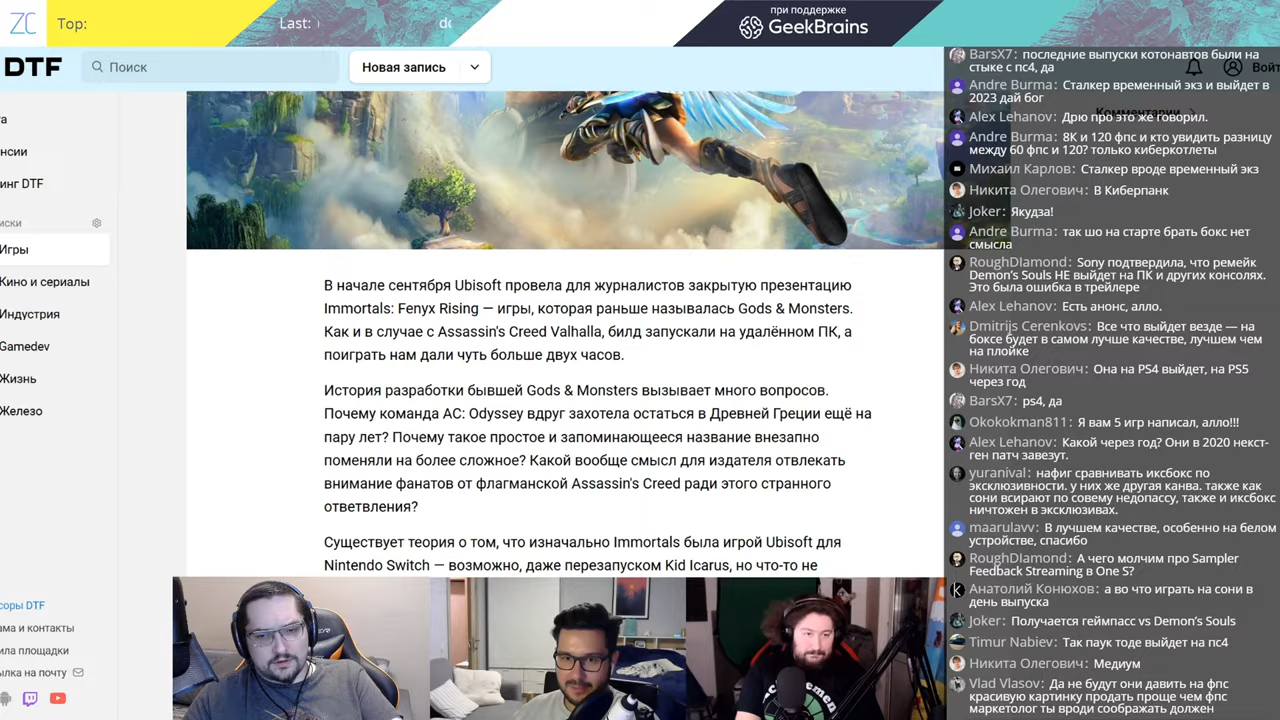 ZC
Top:
Last:
при поддержке
GeekBrains
DTF
Поиск
Новая запись
Войт
Комментарии
нсии
инг DTF
иски
Игры
Кино и сериалы
Индустрия
Gamedev
Жизнь
Железо
соры DTF
ама и контакты
ила площадки
сылка на почту
В начале сентября Ubisoft провела для журналистов закрытую презентацию
Immortals: Fenyx Rising — игры, которая раньше называлась Gods & Monsters.
Как и в случае с Assassin's Creed Valhalla, билд запускали на удалённом ПК, а
поиграть нам дали чуть больше двух часов.
История разработки бывшей Gods & Monsters вызывает много вопросов.
Почему команда AC: Odyssey вдруг захотела остаться в Древней Греции ещё на
пару лет? Почему такое простое и запоминающееся название внезапно
поменяли на более сложное? Какой вообще смысл для издателя отвлекать
внимание фанатов от флагманской Assassin's Creed ради этого странного
ответвления?
Существует теория о том, что изначально Immortals была игрой Ubisoft для
Nintendo Switch — возможно, даже перезапуском Kid Icarus, но что-то не
BarsX7: последние выпуски котонавтов были на
стыке с пс4, да
Andre Burma: Сталкер временный экз и выйдет в
2023 дай бог
Alex Lehanov: Дрю про это же говорил.
Andre Burma: 8К и 120 фпс и кто увидить разницу
между 60 фпс и 120? только киберкотлеты
Михаил Карлов: Сталкер вроде временный экз
Никита Олегович: В Киберпанк
Joker: Якудза!
Andre Burma: так шо на старте брать бокс нет
смысла
RoughDIamond: Sony подтвердила, что ремейк
Demon's Souls НЕ выйдет на ПК и других консолях.
Это была ошибка в трейлере
Alex Lehanov: Есть анонс, алло.
Dmitrijs Cerenkovs: Все что выйдет везде — на
боксе будет в самом лучше качестве, лучшем чем
на плойке
Никита Олегович: Она на PS4 выйдет, на PS5
через год
BarsX7: ps4, да
Okokokman811: Я вам 5 игр написал, алло!!!
Alex Lehanov: Какой через год? Они в 2020 некст-
ген патч завезут.
yuranival: нафиг сравнивать иксбокс по
эксклюзивности. у них же другая канва. также как
сони всирают по совему недопассу, также и иксбокс
ничтожен в эксклюзивах.
maarulavv: В лучшем качестве, особенно на белом
устройстве, спасибо
RoughDIamond: А чего молчим про Sampler
Feedback Streaming в One S?
Анатолий Конюхов: а во что играть на сони в
день выпуска
Joker: Получается геймпасс vs Demon's Souls
Timur Nabiev: Так паук тоде выйдет на пс4
Никита Олегович: Медиум
Vlad Vlasov: Да не будут они давить на фпс
красивую картинку продать проще чем фпс
маркетолог ты вроди соображать должен